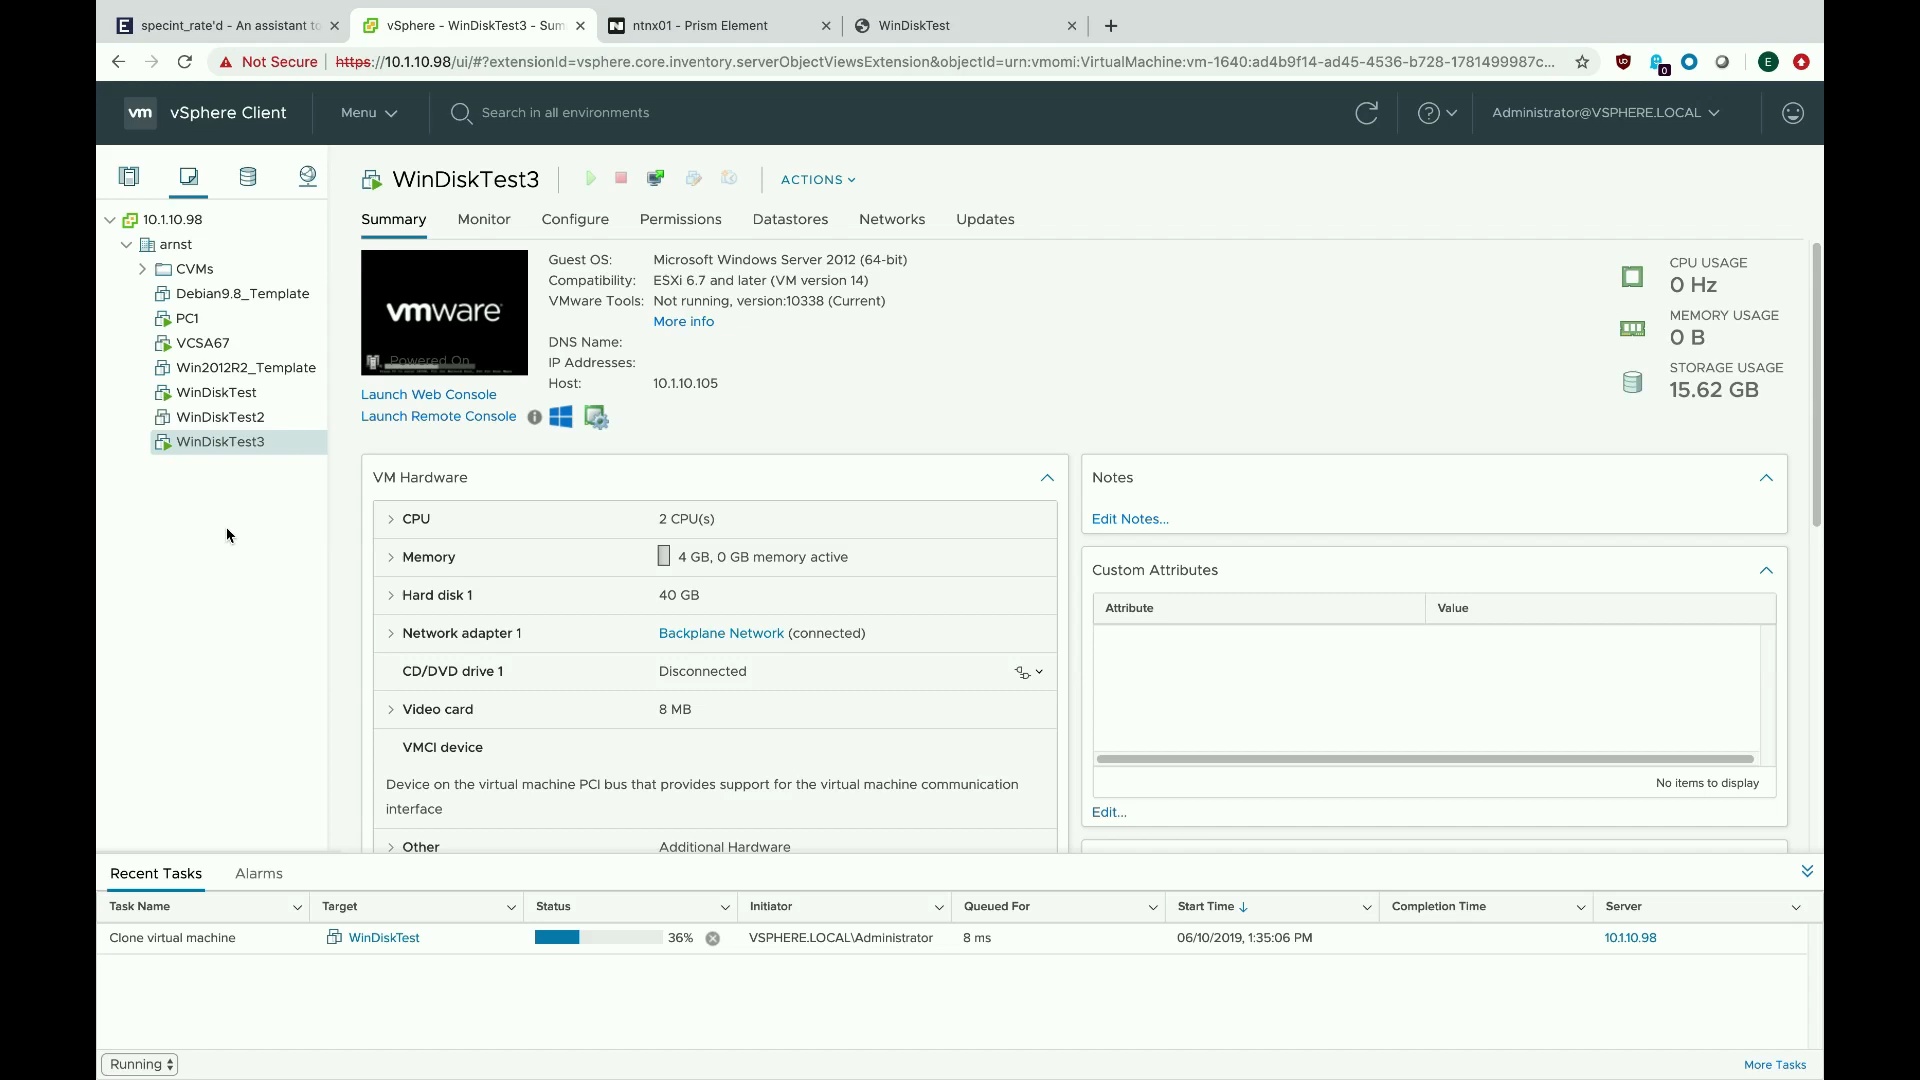 specint_rate'd - An assistant to
vSphere - WinDiskTest3 - Sum
ntnx01 - Prism Element
WinDiskTest
Not Secure
https://10.1.10.98/ui/#?extensionId=vsphere.core.inventory.serverObjectViewsExtension&objectId=urn:vmomi:VirtualMachine:vm-1640:ad4b9f14-ad45-4536-b728-1781499987c...
0
E
vm
vSphere Client
Menu
Search in all environments
Administrator@VSPHERE.LOCAL
10.1.10.98
arnst
CVMs
Debian9.8_Template
PC1
VCSA67
Win2012R2_Template
WinDiskTest
WinDiskTest2
WinDiskTest3
WinDiskTest3
ACTIONS
Summary
Monitor
Configure
Permissions
Datastores
Networks
Updates
vmware
Powered On
Launch Web Console
Launch Remote Console
Guest OS: Microsoft Windows Server 2012 (64-bit)
Compatibility: ESXi 6.7 and later (VM version 14)
VMware Tools: Not running, version:10338 (Current)
More info
DNS Name:
IP Addresses:
Host: 10.1.10.105
CPU USAGE
0 Hz
MEMORY USAGE
0 B
STORAGE USAGE
15.62 GB
VM Hardware
CPU 2 CPU(s)
Memory 4 GB, 0 GB memory active
Hard disk 1 40 GB
Network adapter 1 Backplane Network (connected)
CD/DVD drive 1 Disconnected
Video card 8 MB
VMCI device
Device on the virtual machine PCI bus that provides support for the virtual machine communication
interface
Other Additional Hardware
Notes
Edit Notes...
Custom Attributes
Attribute Value
No items to display
Edit...
Recent Tasks
Alarms
Task Name Target Status Initiator Queued For Start Time Completion Time Server
Clone virtual machine WinDiskTest 36% VSPHERE.LOCAL\Administrator 8 ms 06/10/2019, 1:35:06 PM 10.1.10.98
Running
More Tasks